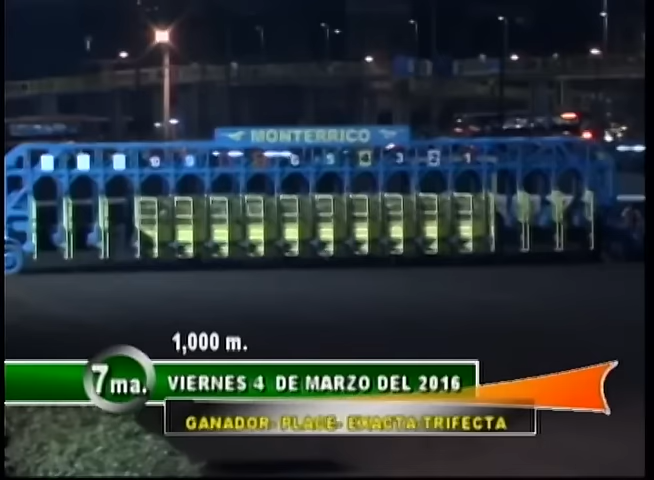 MONTERRICO
6 5 4 3 2 1
1,000 m.
7ma. VIERNES 4 DE MARZO DEL 2016
GANADOR- PLACE- EXACTA-TRIFECTA